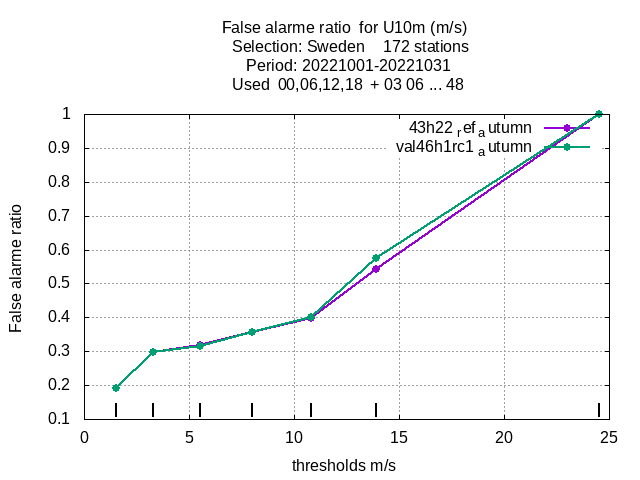 False alarme ratio  for U10m (m/s)
Selection: Sweden    172 stations
Period: 20221001-20221031
Used  00,06,12,18  + 03 06 ... 48
43h22 ref autumn
val46h1rc1 autumn
1
0.9
0.8
0.7
0.6
0.5
0.4
0.3
0.2
0.1
False alarme ratio
0 5 10 15 20 25
thresholds m/s